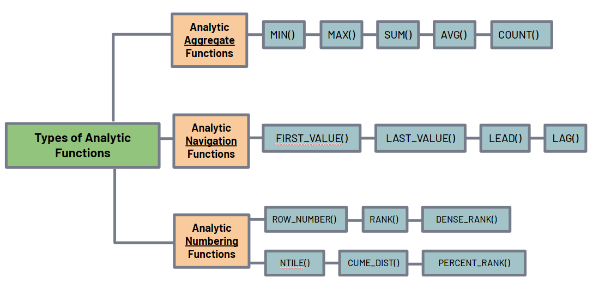 Analytic
Aggregate
Functions
MIN()
MAX()
SUM()
AVG()
COUNT()
Types of Analytic
Functions
Analytic
Navigation
Functions
FIRST_VALUE()
LAST_VALUE()
LEAD()
LAG()
Analytic
Numbering
Functions
ROW_NUMBER()
RANK()
DENSE_RANK()
NTILE()
CUME_DIST()
PERCENT_RANK()